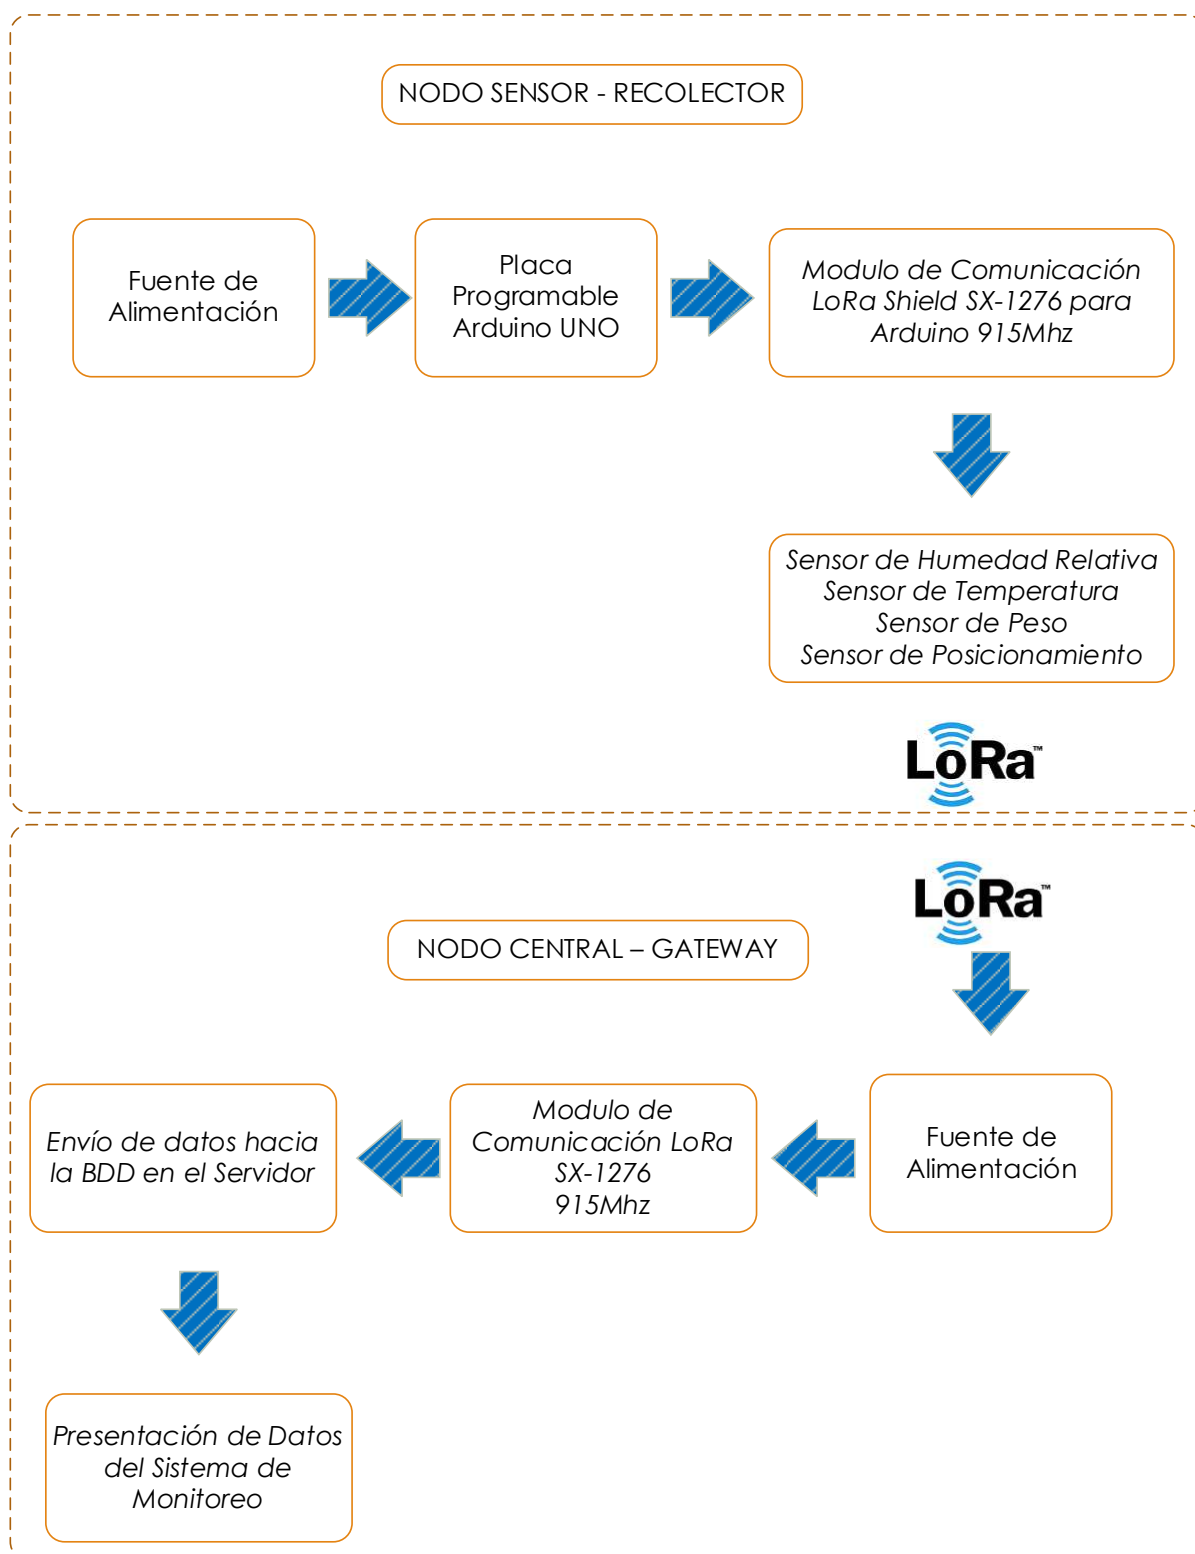 NODO SENSOR - RECOLECTOR
Fuente de
Alimentación
Placa
Programable
Arduino UNO
Modulo de Comunicación
LoRa Shield SX-1276 para
Arduino 915Mhz
Sensor de Humedad Relativa
Sensor de Temperatura
Sensor de Peso
Sensor de Posicionamiento
LoRa™
LoRa™
NODO CENTRAL – GATEWAY
Fuente de
Alimentación
Modulo de
Comunicación LoRa
SX-1276
915Mhz
Envío de datos hacia
la BDD en el Servidor
Presentación de Datos
del Sistema de
Monitoreo